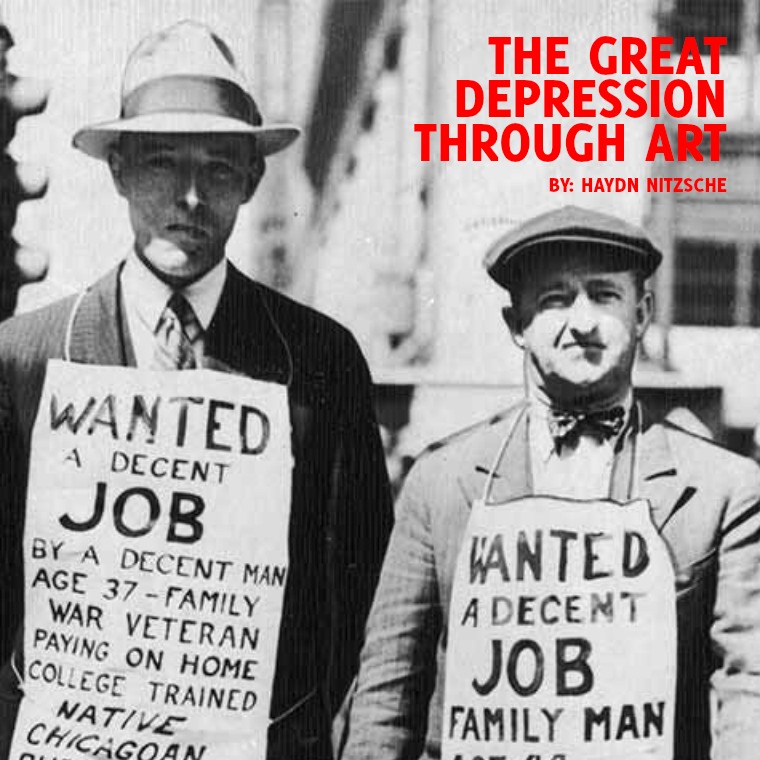 THE GREAT
DEPRESSION
THROUGH ART
BY: HAYDN NITZSCHE
WANTED
A DECENT
JOB
BY A DECENT MAN
AGE 37 - FAMILY
WAR VETERAN
PAYING ON HOME
COLLEGE TRAINED
NATIVE
CHICAGOAN
WANTED
A DECENT
JOB
FAMILY MAN